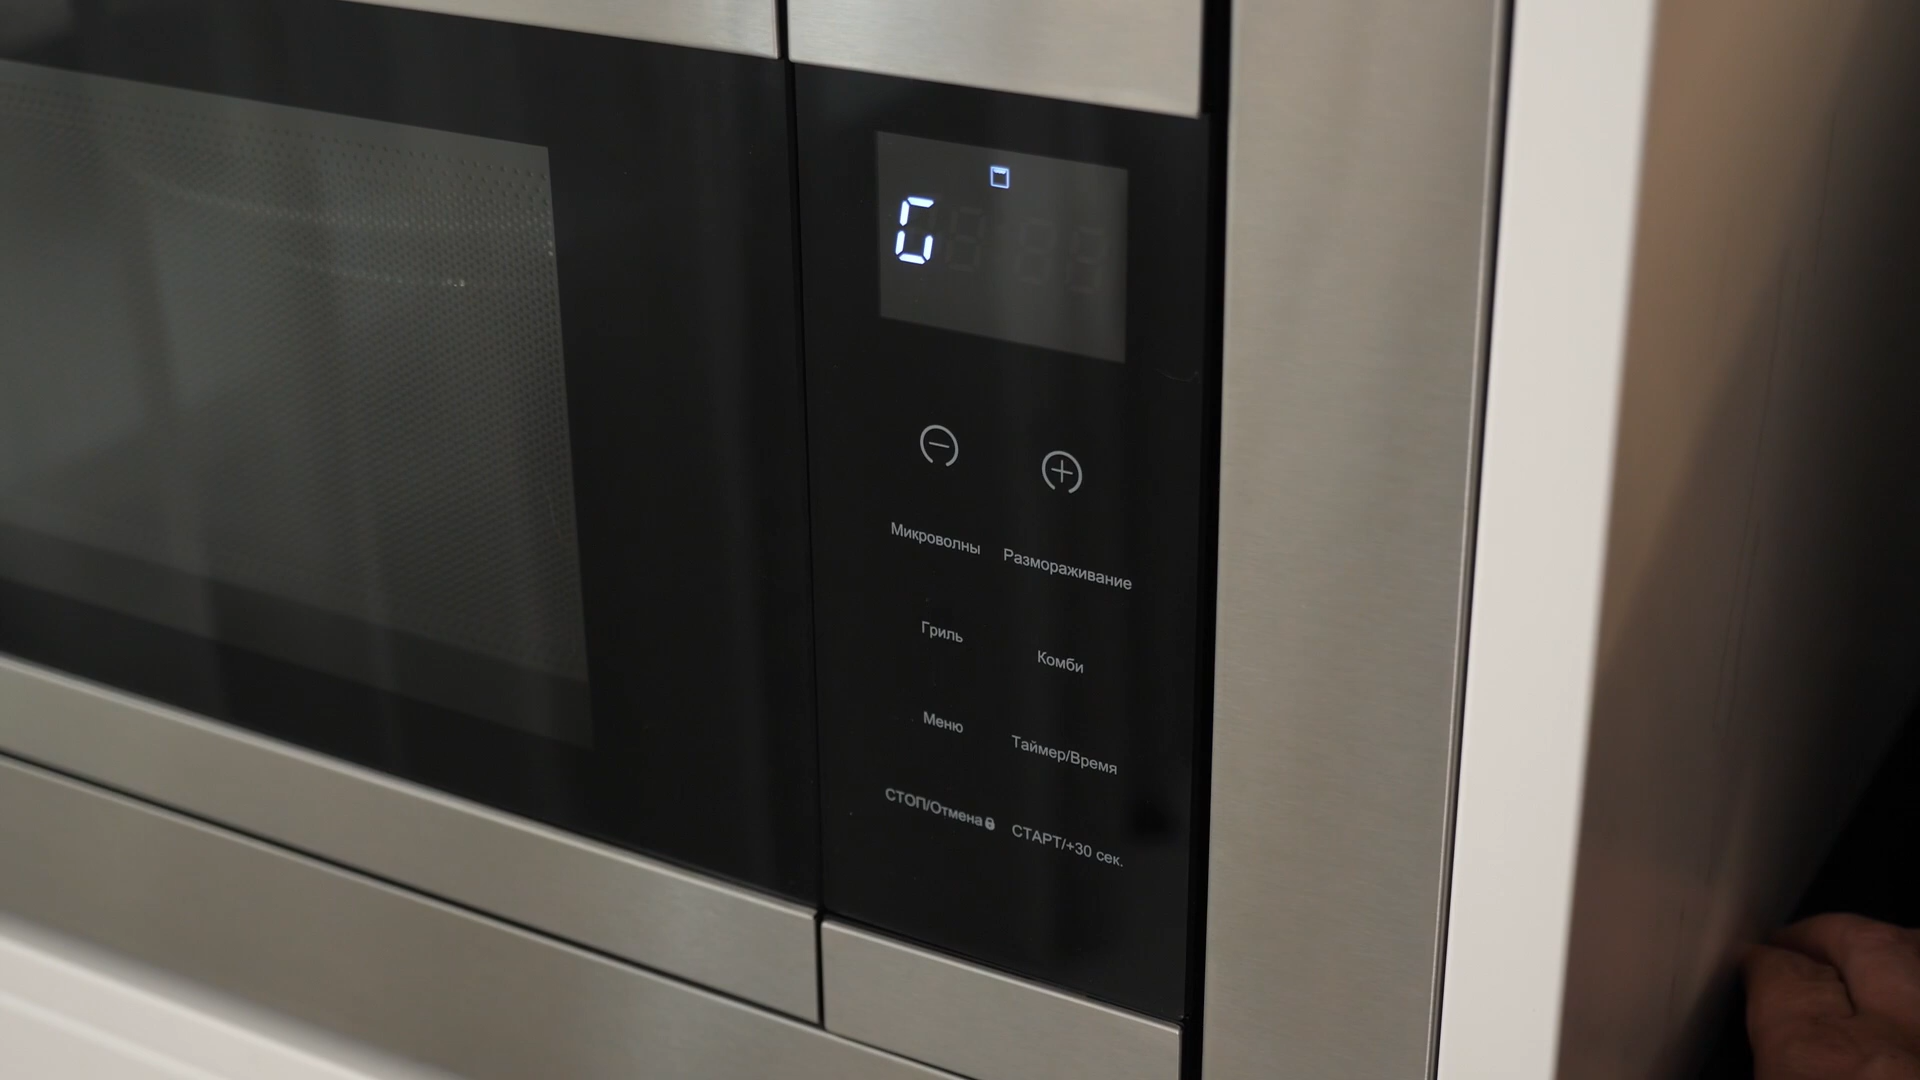 G
Микроволны
Размораживание
Гриль
Комби
Меню
Таймер/Время
СТОП/Отмена
СТАРТ/+30 сек.